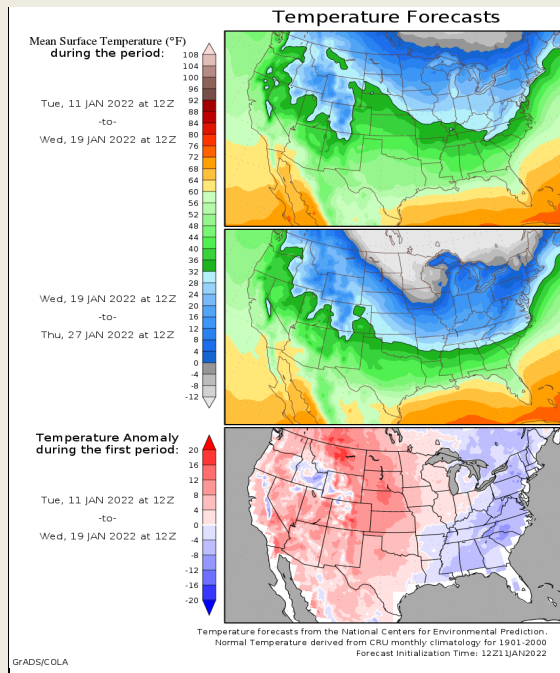 Temperature Forecasts
Mean Surface Temperature (°F)
during the period:
Tue, 11 JAN 2022 at 12Z
-to-
Wed, 19 JAN 2022 at 12Z
108
104
100
96
92
88
84
80
76
72
68
64
60
56
52
48
44
40
36
32
28
24
20
16
12
8
4
0
-4
-8
-12
Wed, 19 JAN 2022 at 12Z
-to-
Thu, 27 JAN 2022 at 12Z
Temperature Anomaly
during the first period:
Tue, 11 JAN 2022 at 12Z
-to-
Wed, 19 JAN 2022 at 12Z
20
16
12
8
4
0
-4
-8
-12
-16
-20
Temperature forecasts from the National Centers for Environmental Prediction.
Normal Temperature derived from CRU monthly climatology for 1901-2000
Forecast Initialization Time: 12Z11JAN2022
GrADS/COLA